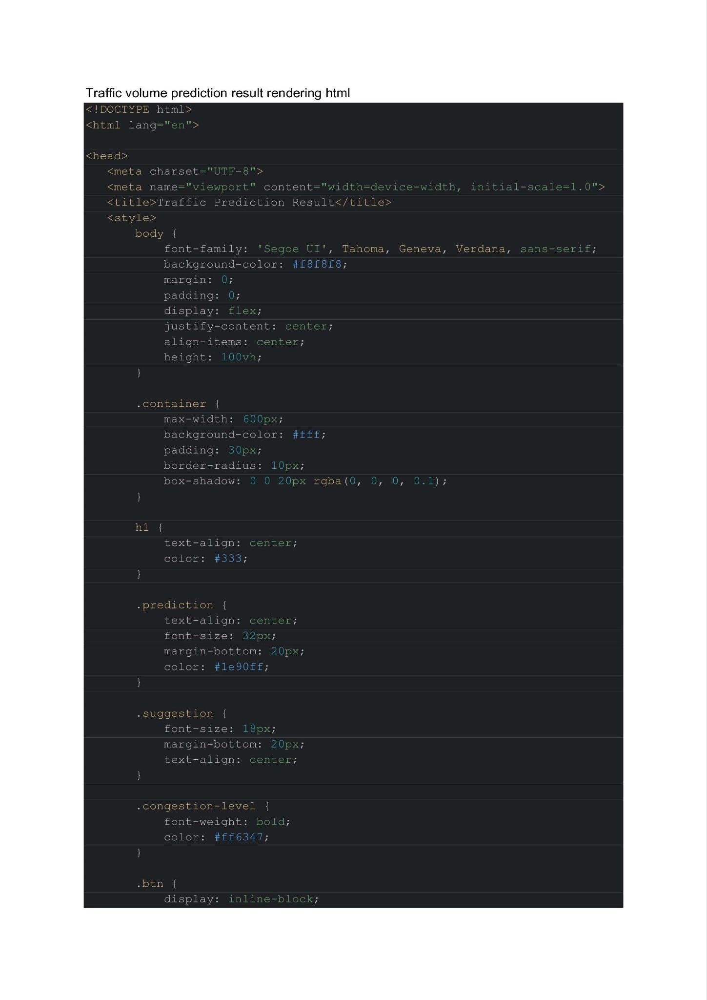 Traffic volume prediction result rendering html
<!DOCTYPE html>
<html lang="en">
<head>
<meta charset="UTF-8">
<meta name="viewport" content="width=device-width, initial-scale=1.0">
<title>Traffic Prediction Result</title>
<style>
body {
font-family: 'Segoe UI', Tahoma, Geneva, Verdana, sans-serif;
background-color: #f8f8f8;
margin: 0;
padding: 0;
display: flex;
justify-content: center;
align-items: center;
height: 100vh;
}
.container {
max-width: 600px;
background-color: #fff;
padding: 30px;
border-radius: 10px;
box-shadow: 0 0 20px rgba(0, 0, 0, 0.1);
}
h1 {
text-align: center;
color: #333;
}
.prediction {
text-align: center;
font-size: 32px;
margin-bottom: 20px;
color: #1e90ff;
}
.suggestion {
font-size: 18px;
margin-bottom: 20px;
text-align: center;
}
.congestion-level {
font-weight: bold;
color: #ff6347;
}
.btn {
display: inline-block;